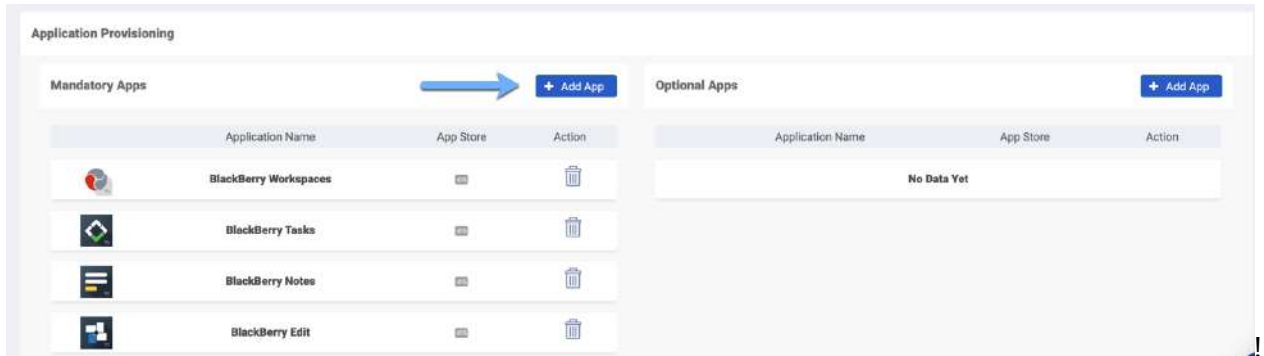 Application Provisioning
Mandatory Apps
+ Add App
Application Name App Store Action
BlackBerry Workspaces
BlackBerry Tasks
BlackBerry Notes
BlackBerry Edit
Optional Apps
+ Add App
Application Name App Store Action
No Data Yet
!